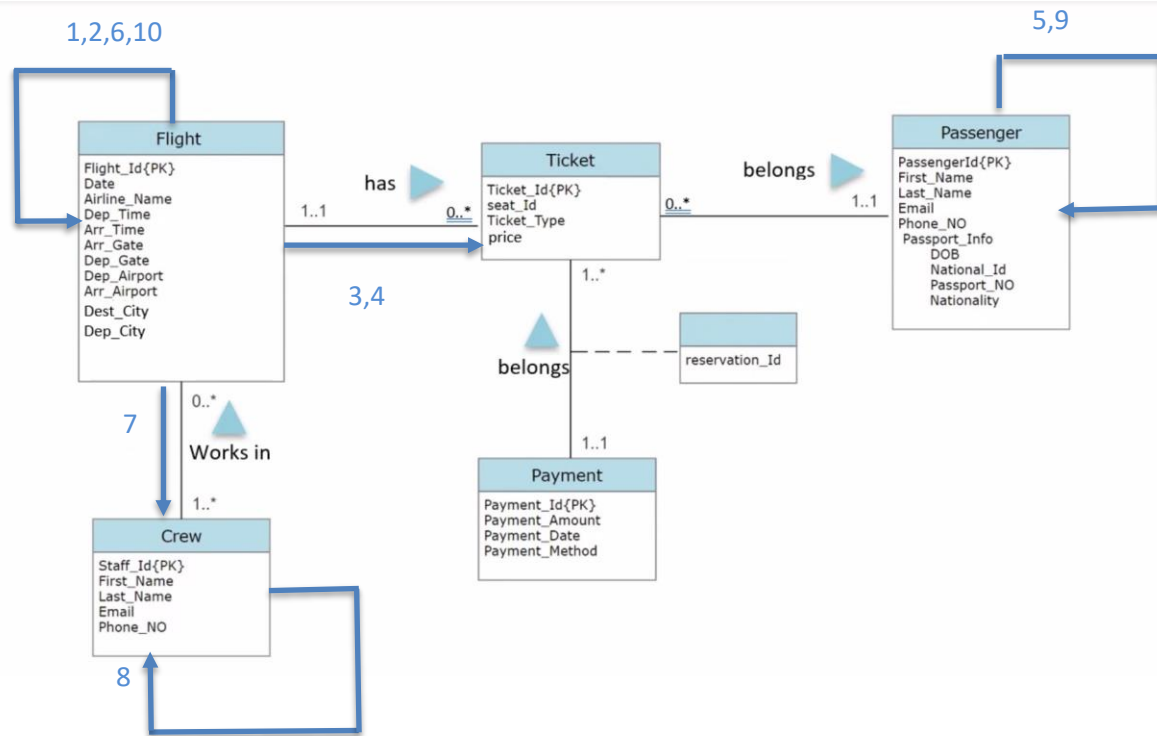 1,2,6,10
5,9
Flight
Flight_Id{PK}
Date
Airline_Name
Dep_Time
Arr_Time
Arr_Gate
Dep_Gate
Dep_Airport
Arr_Airport
Dest_City
Dep_City
has
1..1
0..*
3,4
Ticket
Ticket_Id{PK}
seat_Id
Ticket_Type
price
belongs
0..*
1..1
Passenger
PassengerId{PK}
First_Name
Last_Name
Email
Phone_NO
Passport_Info
DOB
National_Id
Passport_NO
Nationality
1..*
belongs
reservation_Id
1..1
7
0..*
Works in
1..*
Payment
Payment_Id{PK}
Payment_Amount
Payment_Date
Payment_Method
Crew
Staff_Id{PK}
First_Name
Last_Name
Email
Phone_NO
8